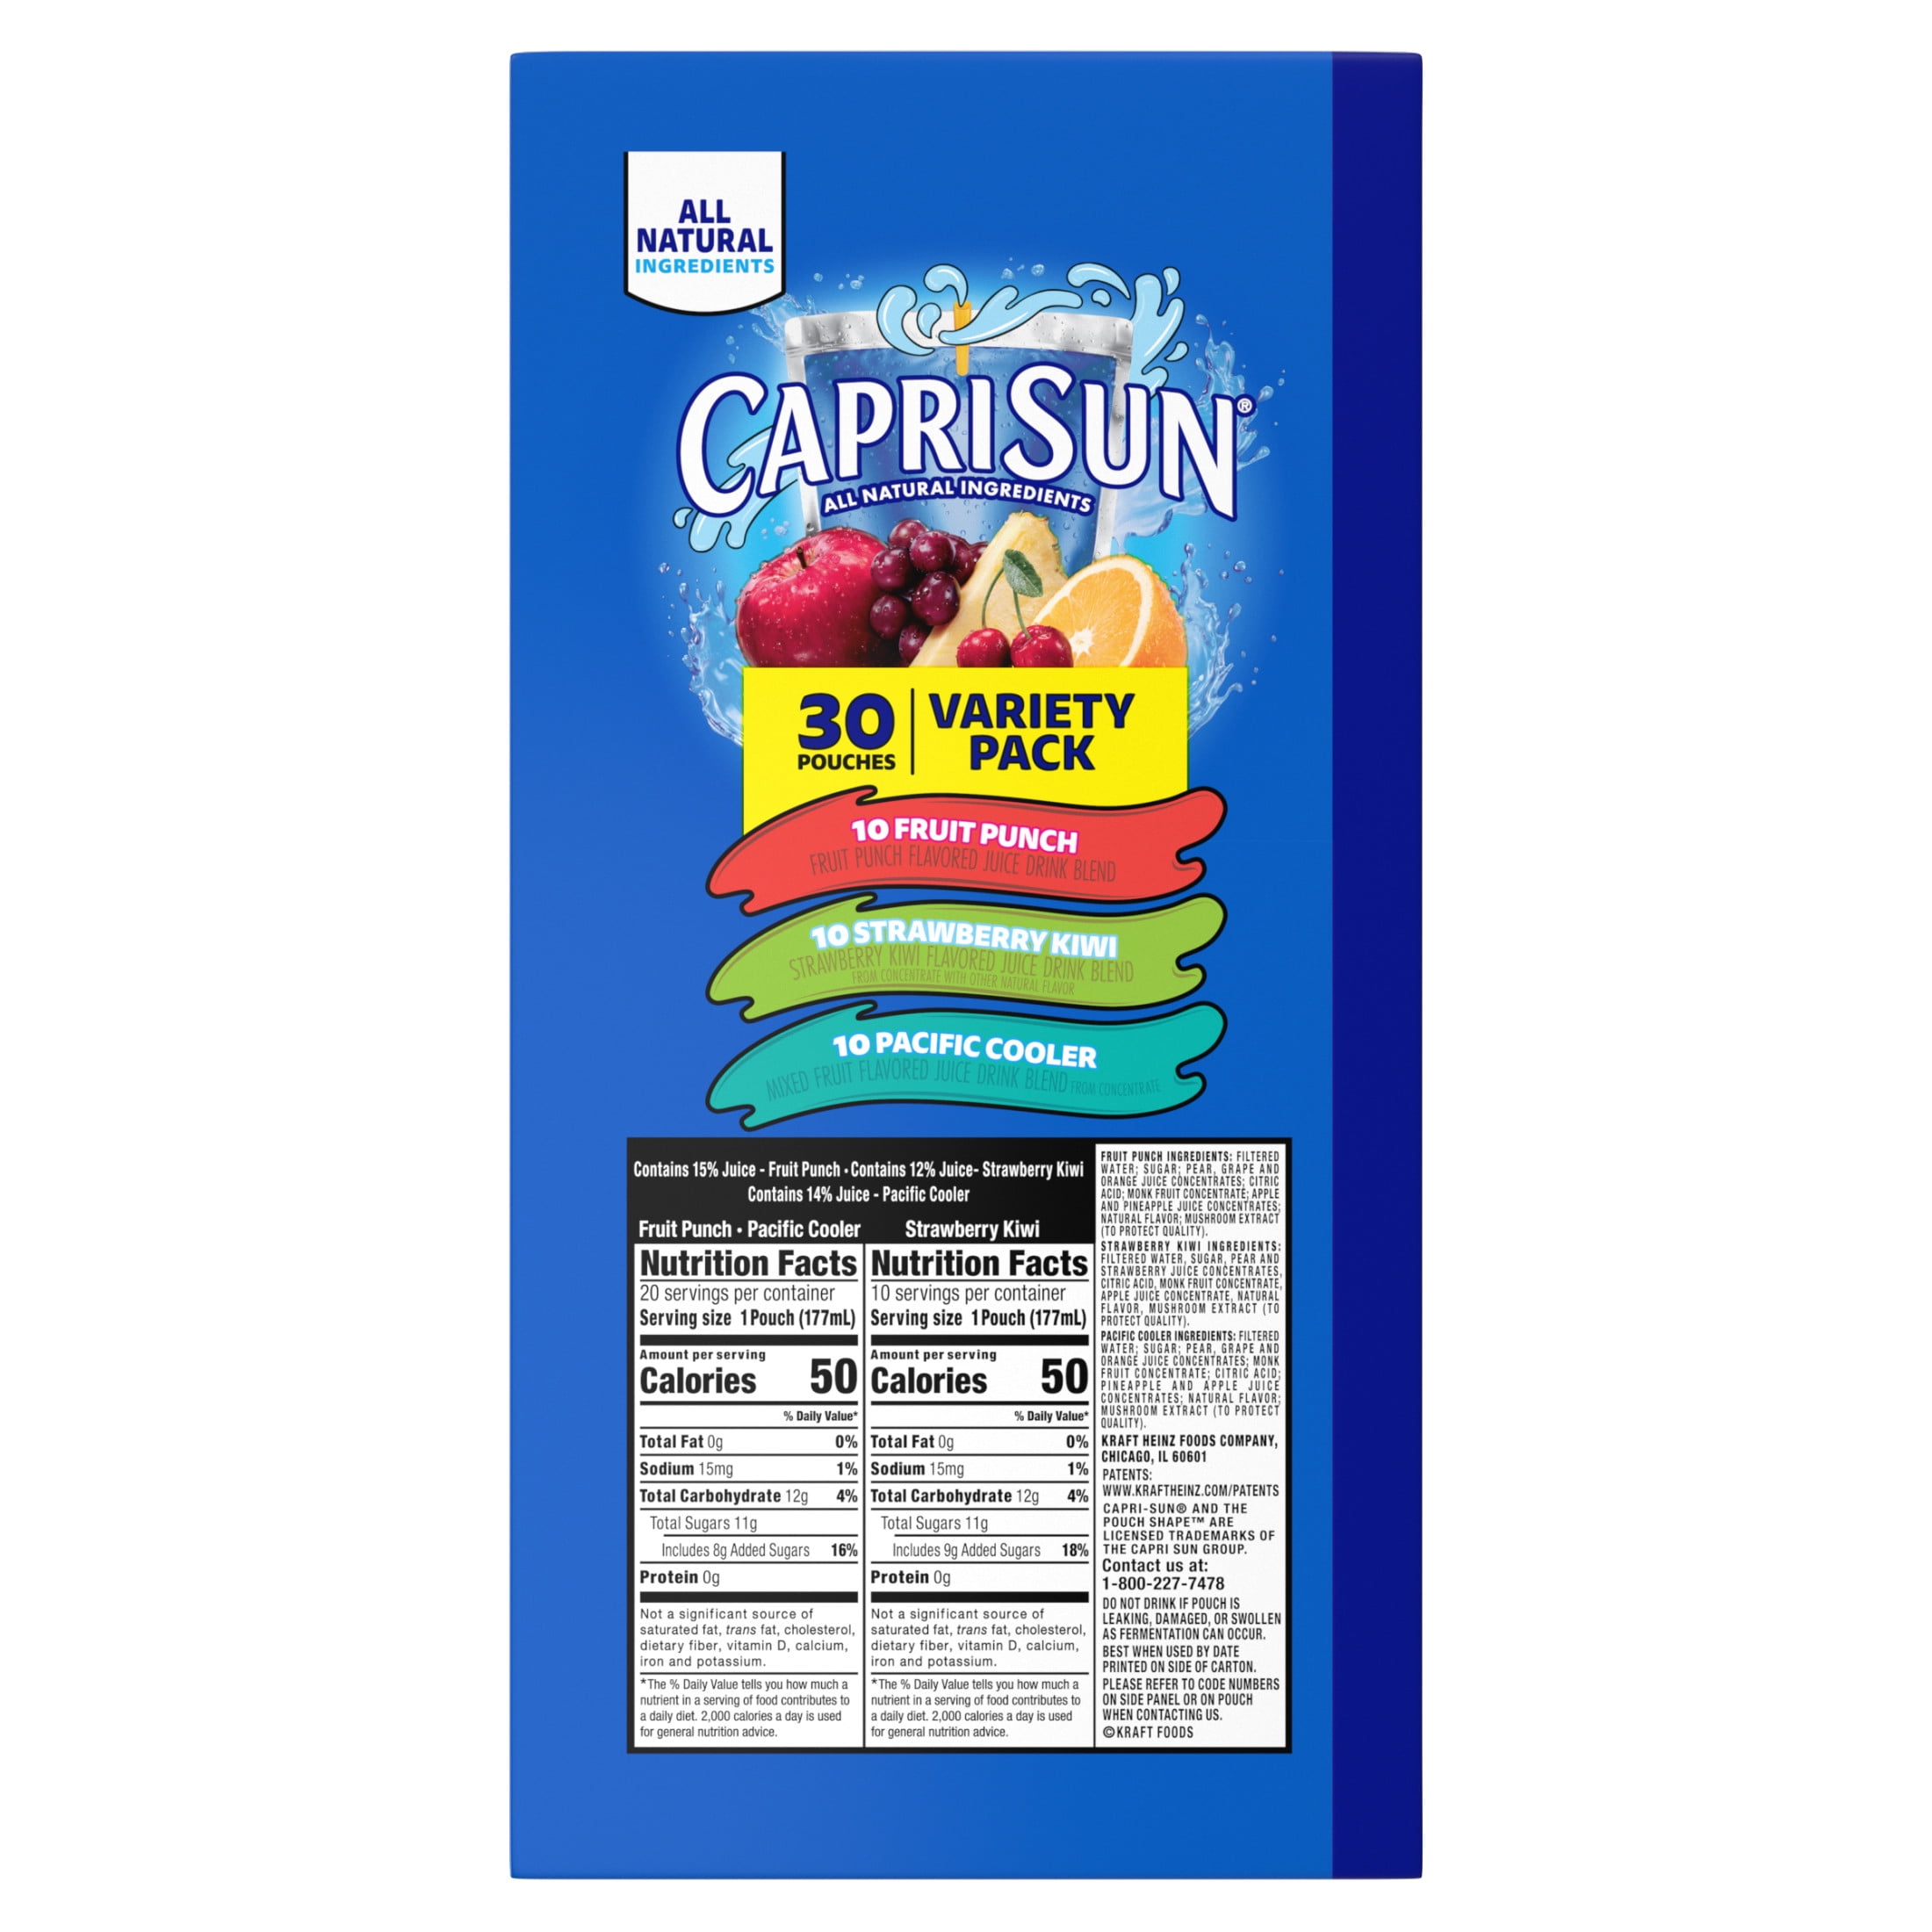 ALL
NATURAL
INGREDIENTS
CAPRISUN®
ALL NATURAL INGREDIENTS
30
POUCHES
VARIETY
PACK
10 FRUIT PUNCH
FRUIT PUNCH FLAVORED JUICE DRINK BLEND
10 STRAWBERRY KIWI
STRAWBERRY KIWI FLAVORED JUICE DRINK BLEND
FROM CONCENTRATE WITH OTHER NATURAL FLAVOR
10 PACIFIC COOLER
MIXED FRUIT FLAVORED JUICE DRINK BLEND FROM CONCENTRATE
Contains 15% Juice - Fruit Punch • Contains 12% Juice- Strawberry Kiwi
Contains 14% Juice - Pacific Cooler
Fruit Punch • Pacific Cooler
Nutrition Facts
20 servings per container
Serving size 1 Pouch (177mL)
Amount per serving
Calories 50
% Daily Value*
Total Fat 0g 0%
Sodium 15mg 1%
Total Carbohydrate 12g 4%
Total Sugars 11g
Includes 8g Added Sugars 16%
Protein 0g
Not a significant source of
saturated fat, trans fat, cholesterol,
dietary fiber, vitamin D, calcium,
iron and potassium.
*The % Daily Value tells you how much a
nutrient in a serving of food contributes to
a daily diet. 2,000 calories a day is used
for general nutrition advice.
Strawberry Kiwi
Nutrition Facts
10 servings per container
Serving size 1 Pouch (177mL)
Amount per serving
Calories 50
% Daily Value*
Total Fat 0g 0%
Sodium 15mg 1%
Total Carbohydrate 12g 4%
Total Sugars 11g
Includes 9g Added Sugars 18%
Protein 0g
Not a significant source of
saturated fat, trans fat, cholesterol,
dietary fiber, vitamin D, calcium,
iron and potassium.
*The % Daily Value tells you how much a
nutrient in a serving of food contributes to
a daily diet. 2,000 calories a day is used
for general nutrition advice.
FRUIT PUNCH INGREDIENTS: FILTERED
WATER; SUGAR; PEAR, GRAPE AND
ORANGE JUICE CONCENTRATES; CITRIC
ACID; MONK FRUIT CONCENTRATE; APPLE
AND PINEAPPLE JUICE CONCENTRATES;
NATURAL FLAVOR; MUSHROOM EXTRACT
(TO PROTECT QUALITY).
STRAWBERRY KIWI INGREDIENTS:
FILTERED WATER, SUGAR, PEAR AND
STRAWBERRY JUICE CONCENTRATES,
CITRIC ACID, MONK FRUIT CONCENTRATE,
APPLE JUICE CONCENTRATE, NATURAL
FLAVOR, MUSHROOM EXTRACT (TO
PROTECT QUALITY).
PACIFIC COOLER INGREDIENTS: FILTERED
WATER; SUGAR; PEAR, GRAPE AND
ORANGE JUICE CONCENTRATES; MONK
FRUIT CONCENTRATE; CITRIC ACID;
PINEAPPLE AND APPLE JUICE
CONCENTRATES; NATURAL FLAVOR;
MUSHROOM EXTRACT (TO PROTECT
QUALITY).
KRAFT HEINZ FOODS COMPANY,
CHICAGO, IL 60601
PATENTS:
WWW.KRAFTHEINZ.COM/PATENTS
CAPRI-SUN® AND THE
POUCH SHAPE™ ARE
LICENSED TRADEMARKS OF
THE CAPRI SUN GROUP.
Contact us at:
1-800-227-7478
DO NOT DRINK IF POUCH IS
LEAKING, DAMAGED, OR SWOLLEN
AS FERMENTATION CAN OCCUR.
BEST WHEN USED BY DATE
PRINTED ON SIDE OF CARTON.
PLEASE REFER TO CODE NUMBERS
ON SIDE PANEL OR ON POUCH
WHEN CONTACTING US.
©KRAFT FOODS